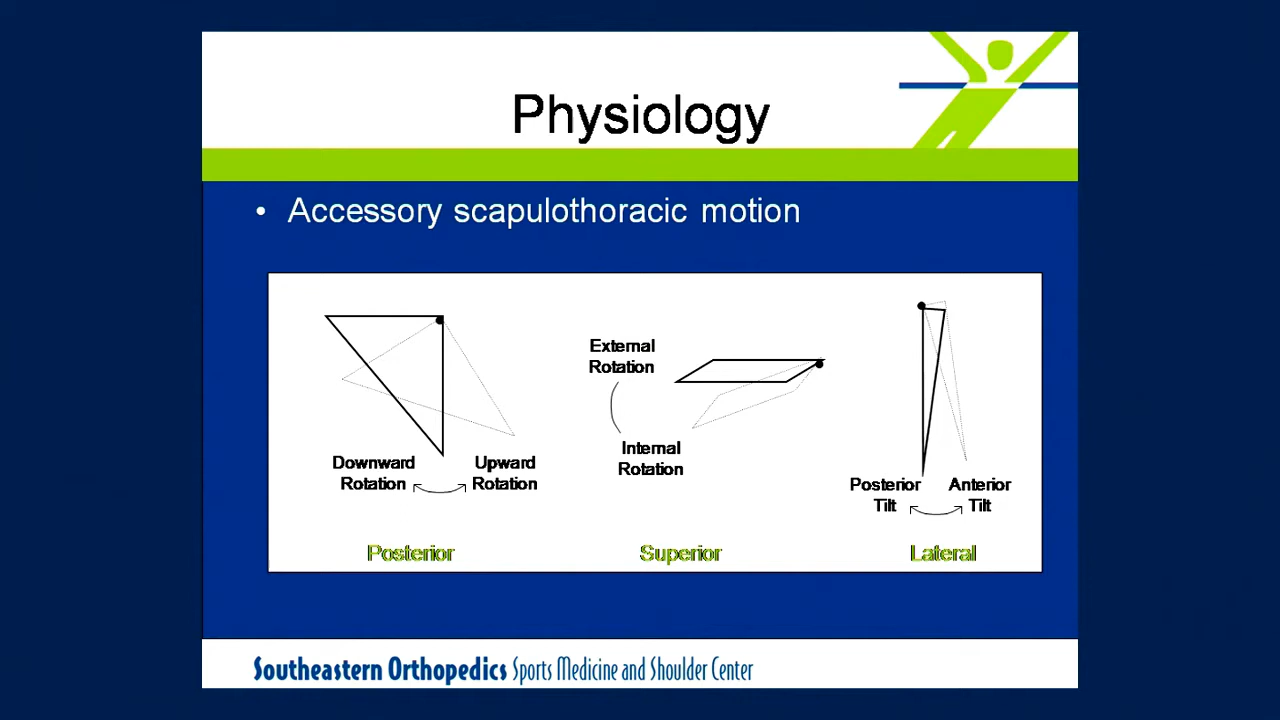 Physiology
• Accessory scapulothoracic motion
External
Rotation
Internal
Rotation
Downward
Rotation
Upward
Rotation
Posterior
Tilt
Anterior
Tilt
Posterior
Superior
Lateral
Southeastern Orthopedics Sports Medicine and Shoulder Center